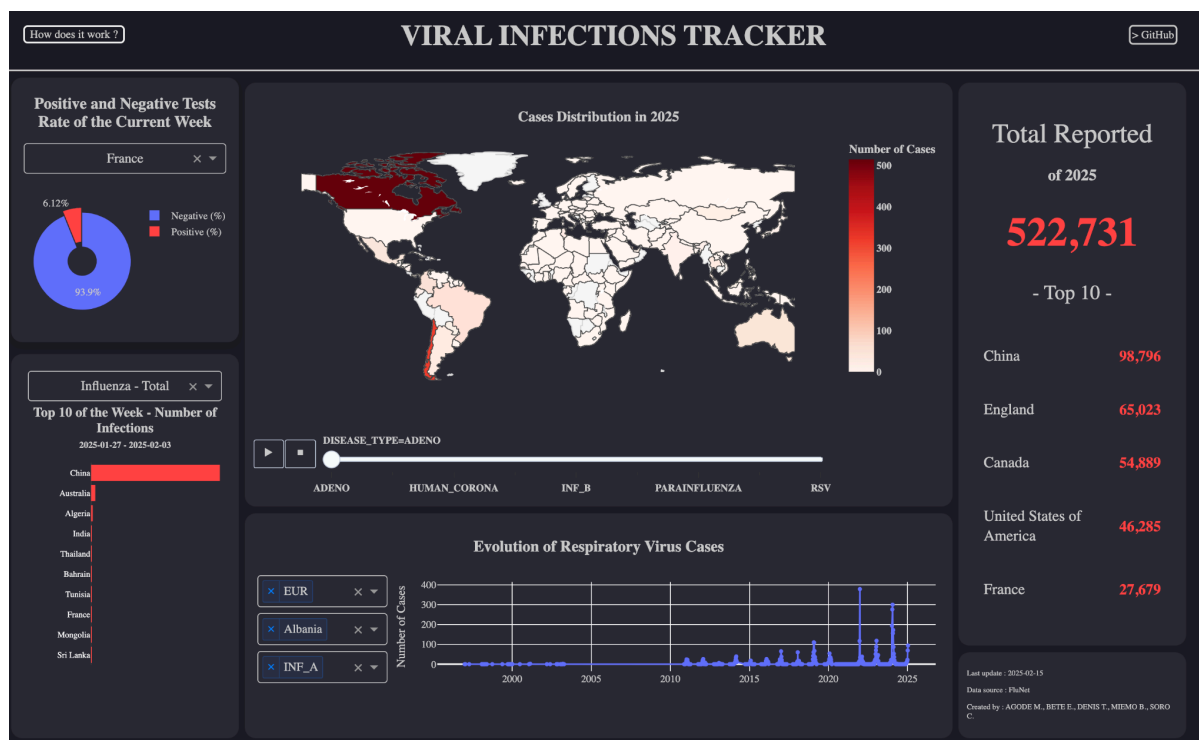 How does it work ?
VIRAL INFECTIONS TRACKER
> GitHub
Positive and Negative Tests
Rate of the Current Week
France
6.12%
93.9%
Negative (%)
Positive (%)
Influenza - Total
Top 10 of the Week - Number of
Infections
2025-01-27 - 2025-02-03
China
Australia
Algeria
India
Thailand
Bahrain
Tunisia
France
Mongolia
Sri Lanka
Cases Distribution in 2025
Number of Cases
500
400
300
200
100
0
DISEASE_TYPE=ADENO
ADENO HUMAN_CORONA INF_B PARAINFLUENZA RSV
Evolution of Respiratory Virus Cases
EUR
Albania
INF_A
Number of Cases
400
300
200
100
0
2000 2005 2010 2015 2020 2025
Total Reported
of 2025
522,731
- Top 10 -
China 98,796
England 65,023
Canada 54,889
United States of
America 46,285
France 27,679
Last update : 2025-02-15
Data source : FluNet
Created by : AGODE M., BETE E., DENIS T., MIEMO B., SORO
C.